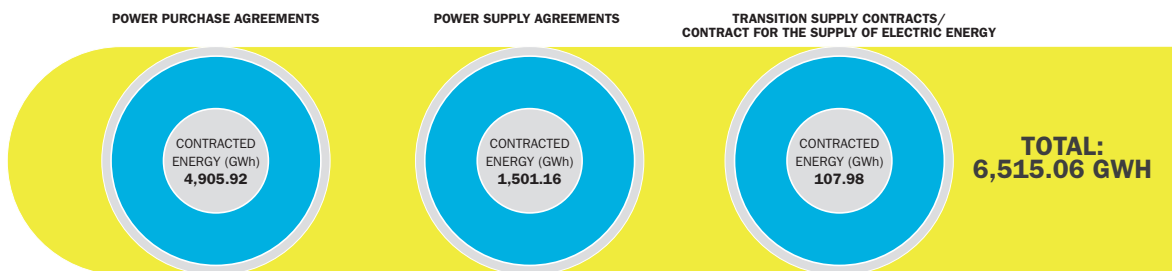 POWER PURCHASE AGREEMENTS
CONTRACTED
ENERGY (GWh)
4,905.92
POWER SUPPLY AGREEMENTS
CONTRACTED
ENERGY (GWh)
1,501.16
TRANSITION SUPPLY CONTRACTS/
CONTRACT FOR THE SUPPLY OF ELECTRIC ENERGY
CONTRACTED
ENERGY (GWh)
107.98
TOTAL:
6,515.06 GWH